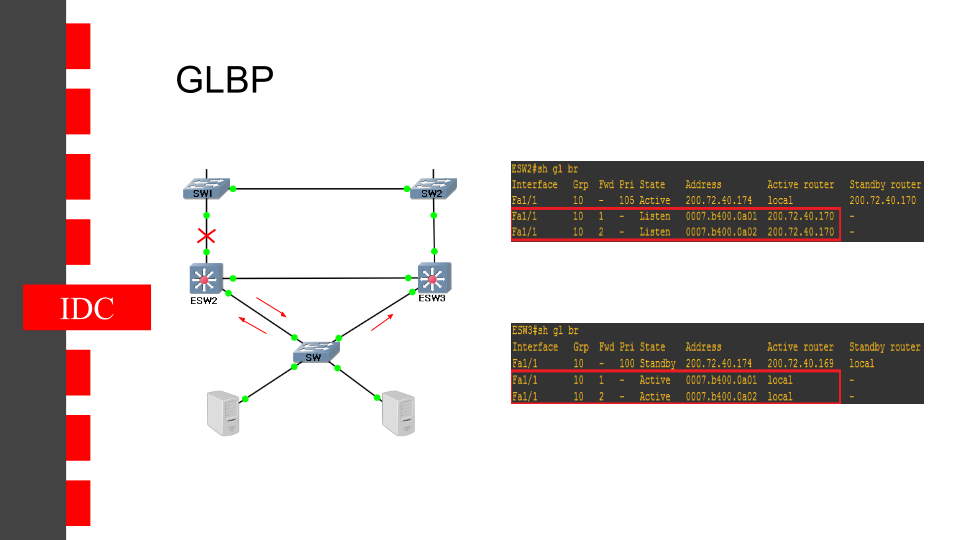 GLBP
SW1
SW2
ESW2
ESW3
SW
IDC
ESW2#sh gl br
Interface Grp Fwd Pri State Address Active router Standby router
Fa1/1 10 - 105 Active 200.72.40.174 local 200.72.40.170
Fa1/1 10 1 - Listen 0007.b400.0a01 200.72.40.170 -
Fa1/1 10 2 - Listen 0007.b400.0a02 200.72.40.170 -
ESW3#sh gl br
Interface Grp Fwd Pri State Address Active router Standby router
Fa1/1 10 - 100 Standby 200.72.40.174 200.72.40.169 local
Fa1/1 10 1 - Active 0007.b400.0a01 local -
Fa1/1 10 2 - Active 0007.b400.0a02 local -